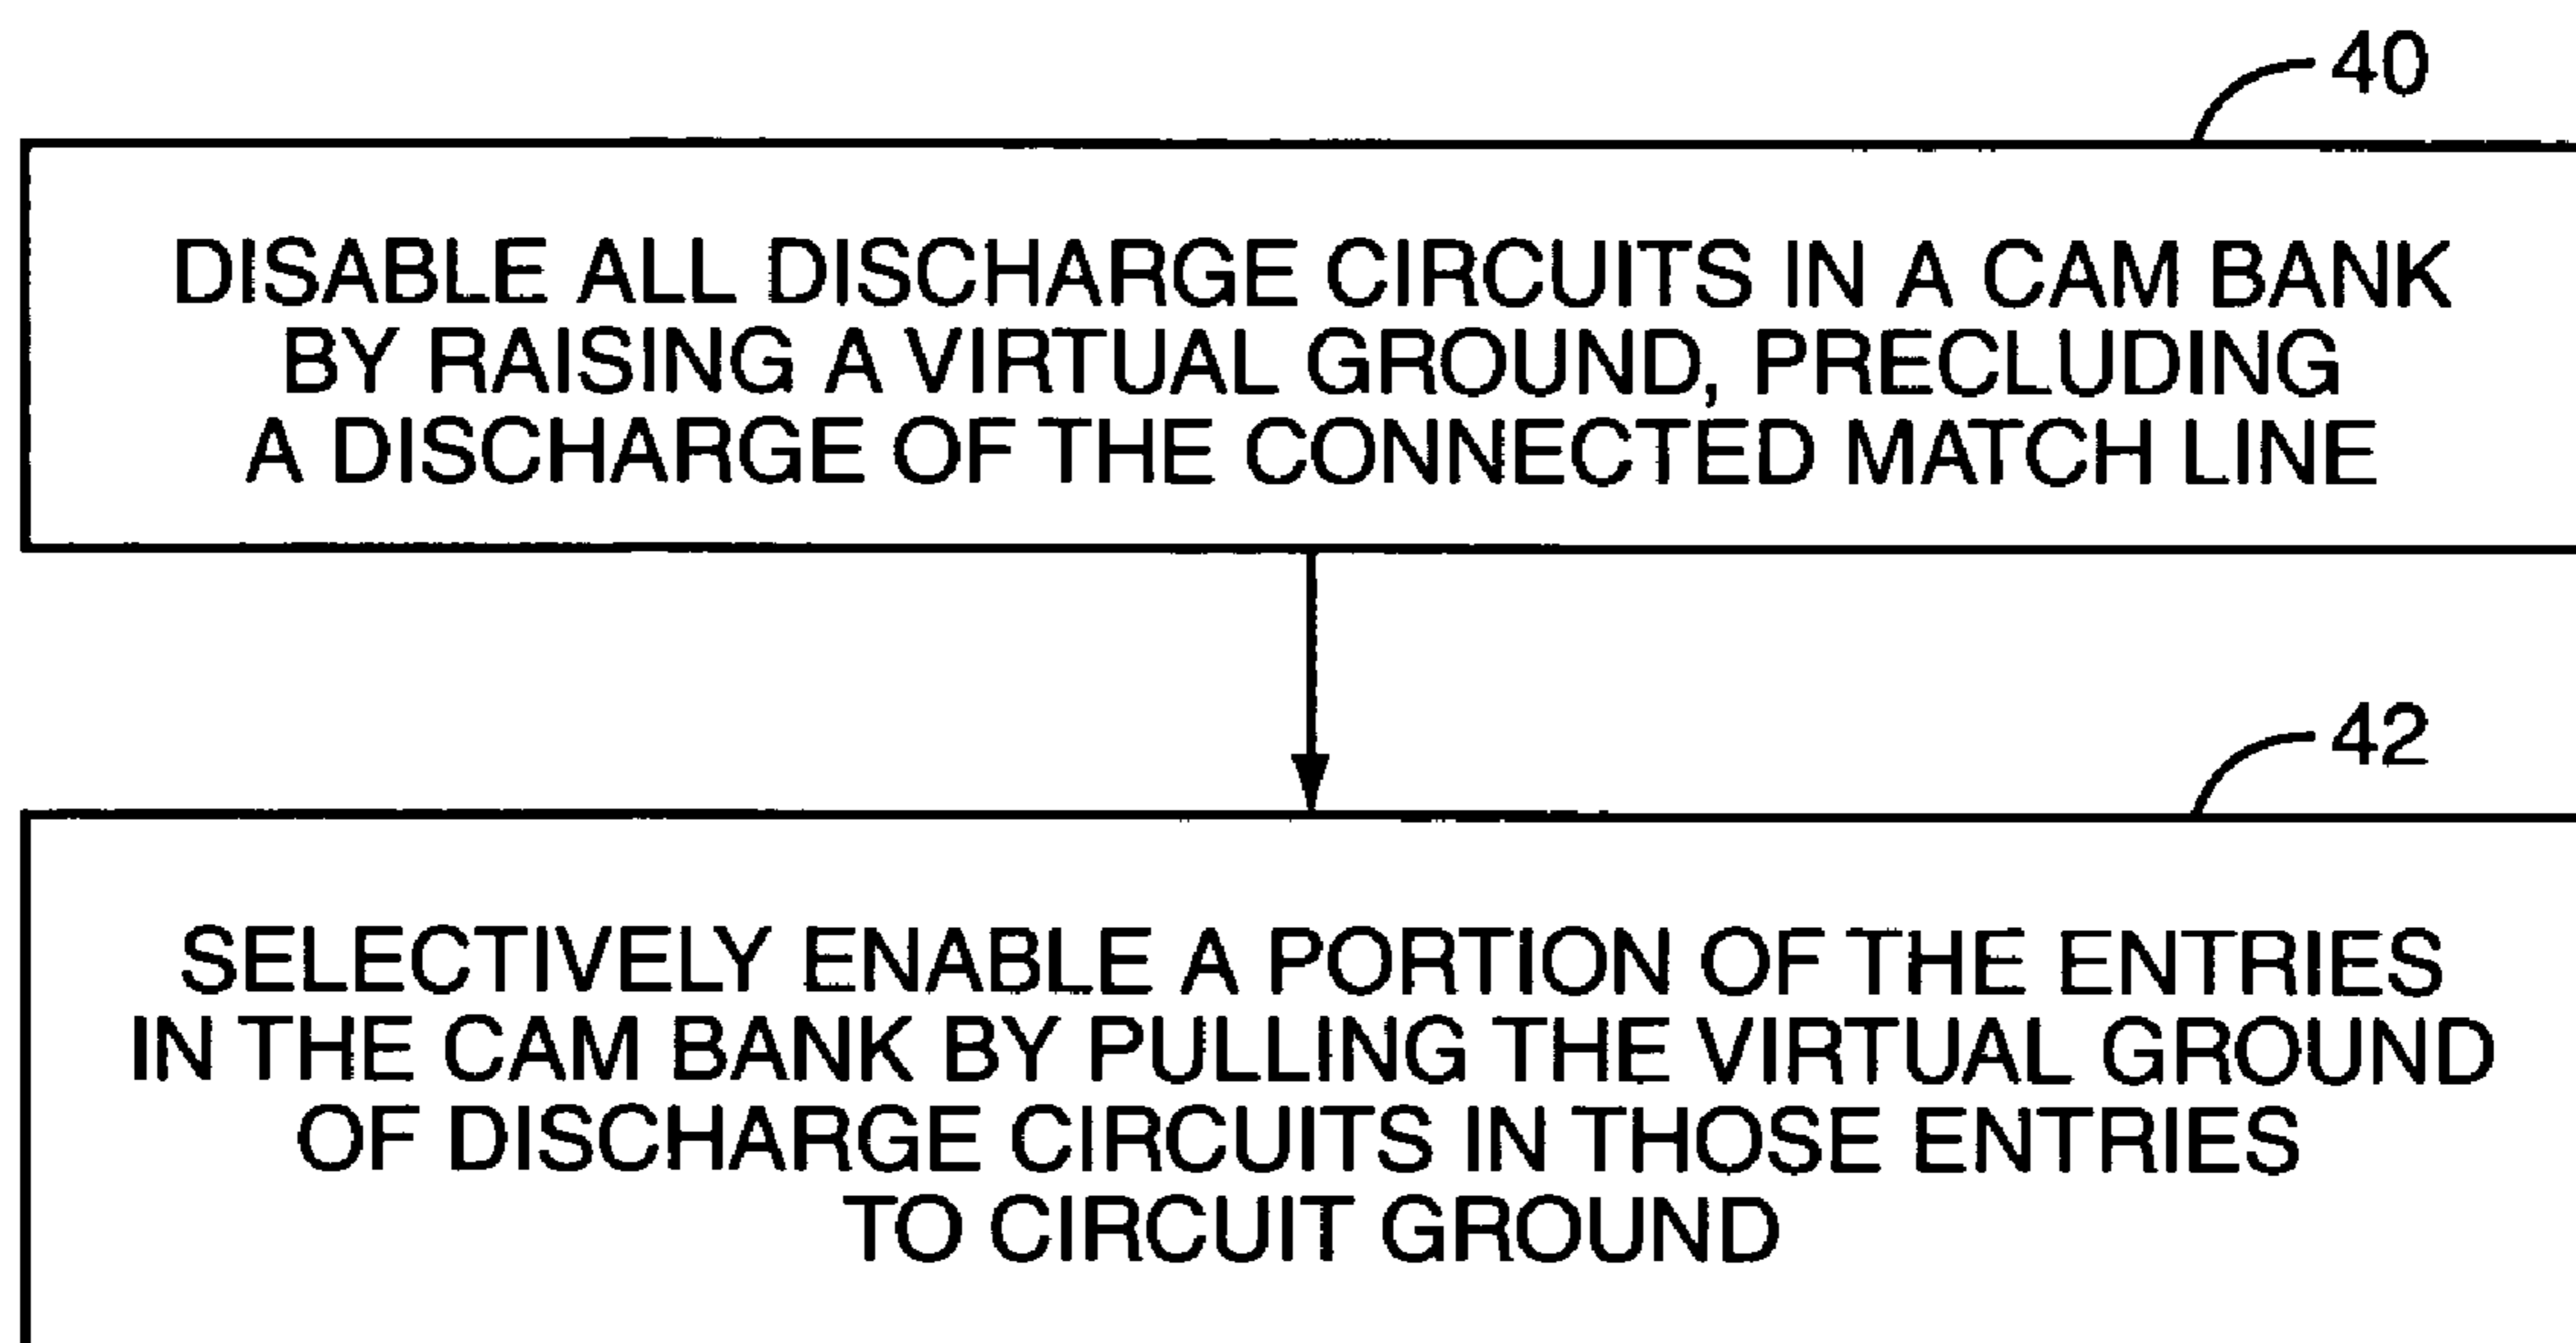 40
DISABLE ALL DISCHARGE CIRCUITS IN A CAM BANK
BY RAISING A VIRTUAL GROUND, PRECLUDING
A DISCHARGE OF THE CONNECTED MATCH LINE
42
SELECTIVELY ENABLE A PORTION OF THE ENTRIES
IN THE CAM BANK BY PULLING THE VIRTUAL GROUND
OF DISCHARGE CIRCUITS IN THOSE ENTRIES
TO CIRCUIT GROUND